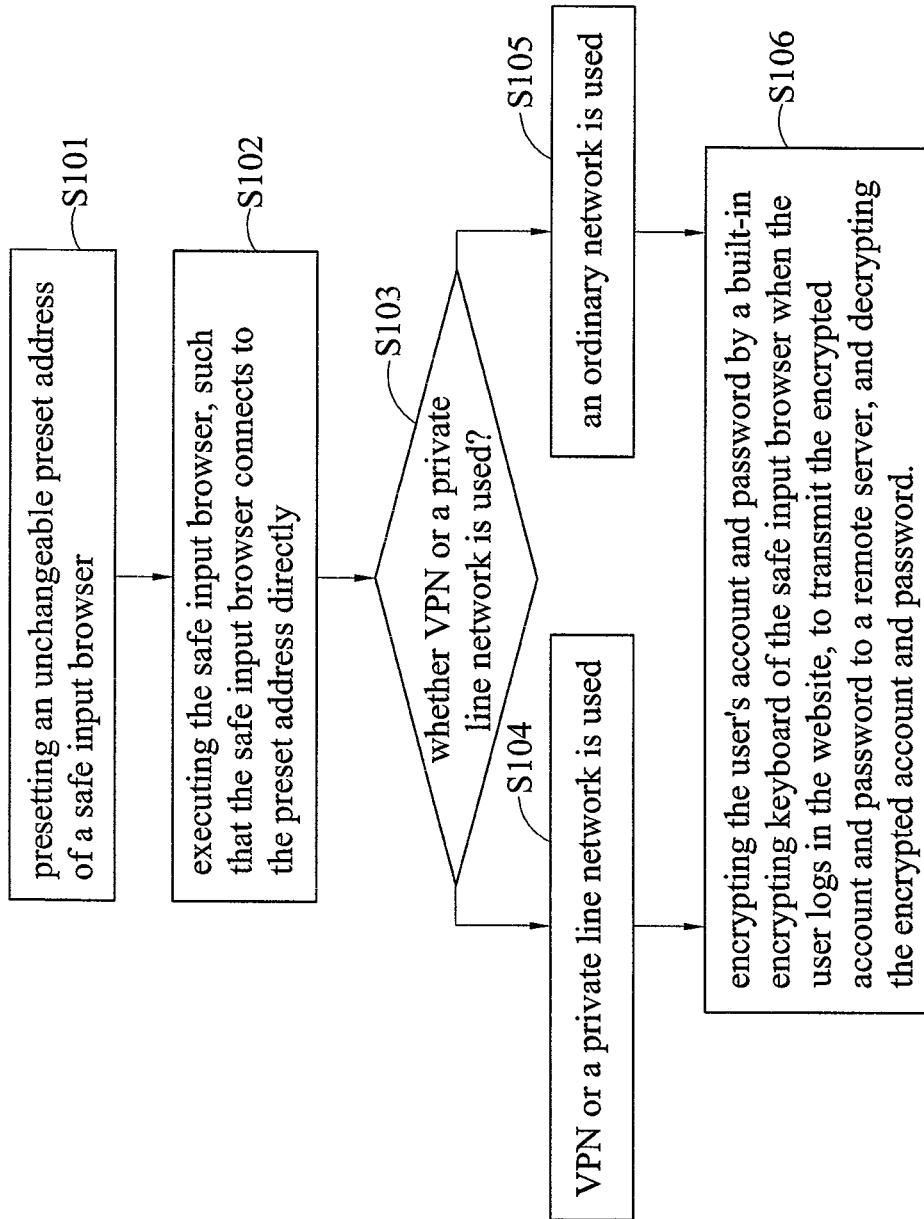 S101
presetting an unchangeable preset address
of a safe input browser
S102
executing the safe input browser, such
that the safe input browser connects to
the preset address directly
S103
whether VPN or a private
line network is used?
S104
VPN or a private line network is used
S105
an ordinary network is used
S106
encrypting the user's account and password by a built-in
encrypting keyboard of the safe input browser when the
user logs in the website, to transmit the encrypted
account and password to a remote server, and decrypting
the encrypted account and password.